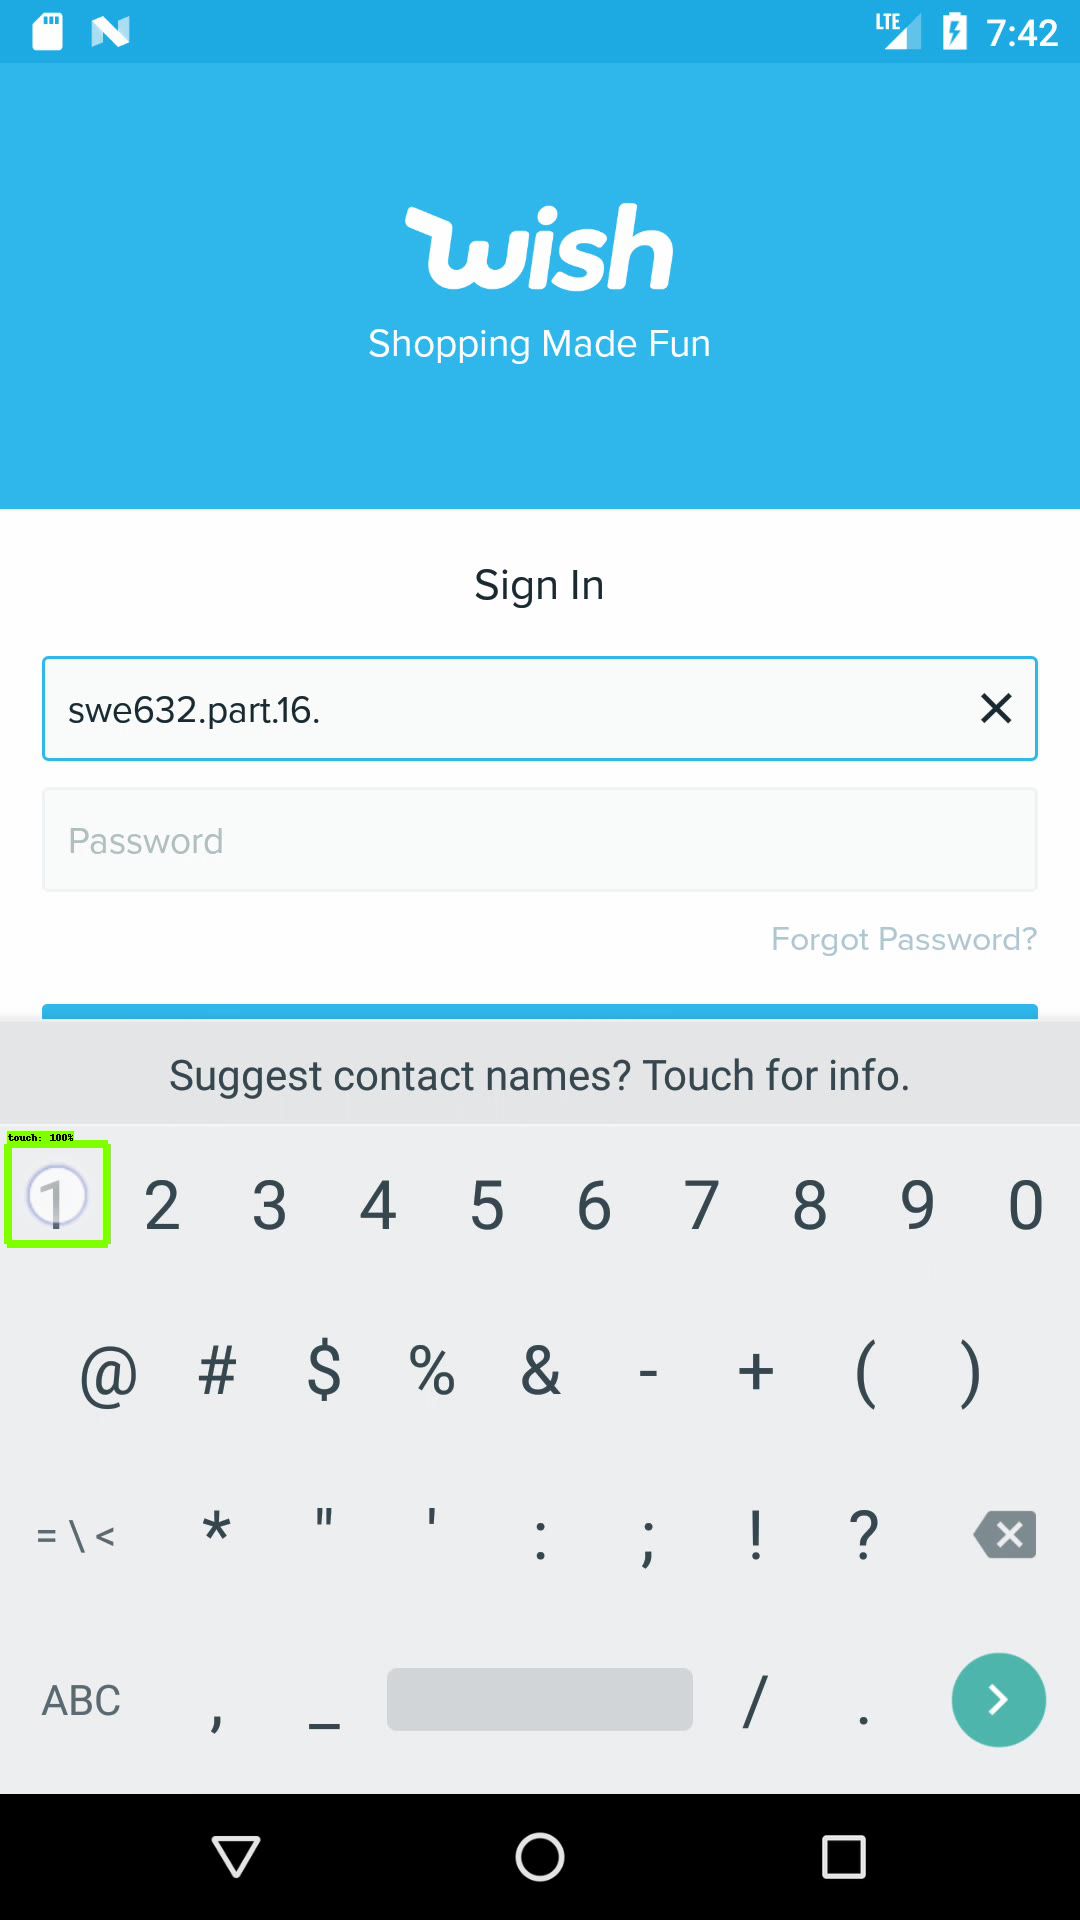 LTE 7:42
wish
Shopping Made Fun
Sign In
swe632.part.16.
Password
Forgot Password?
Suggest contact names? Touch for info.
touch: 100%
1 2 3 4 5 6 7 8 9 0
@ # $ % & - + ( )
= \ < * " ' : ; ! ?
ABC , _ / .